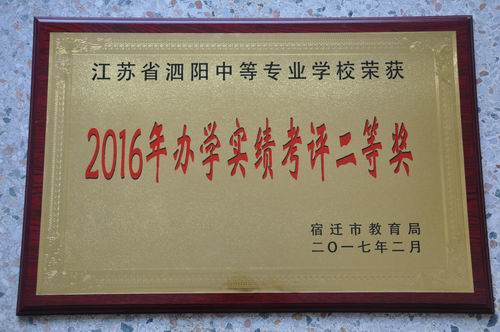 江苏省泗阳中等专业学校荣获
2016年办学实绩考评二等奖
宿迁市教育局
二〇一七年二月